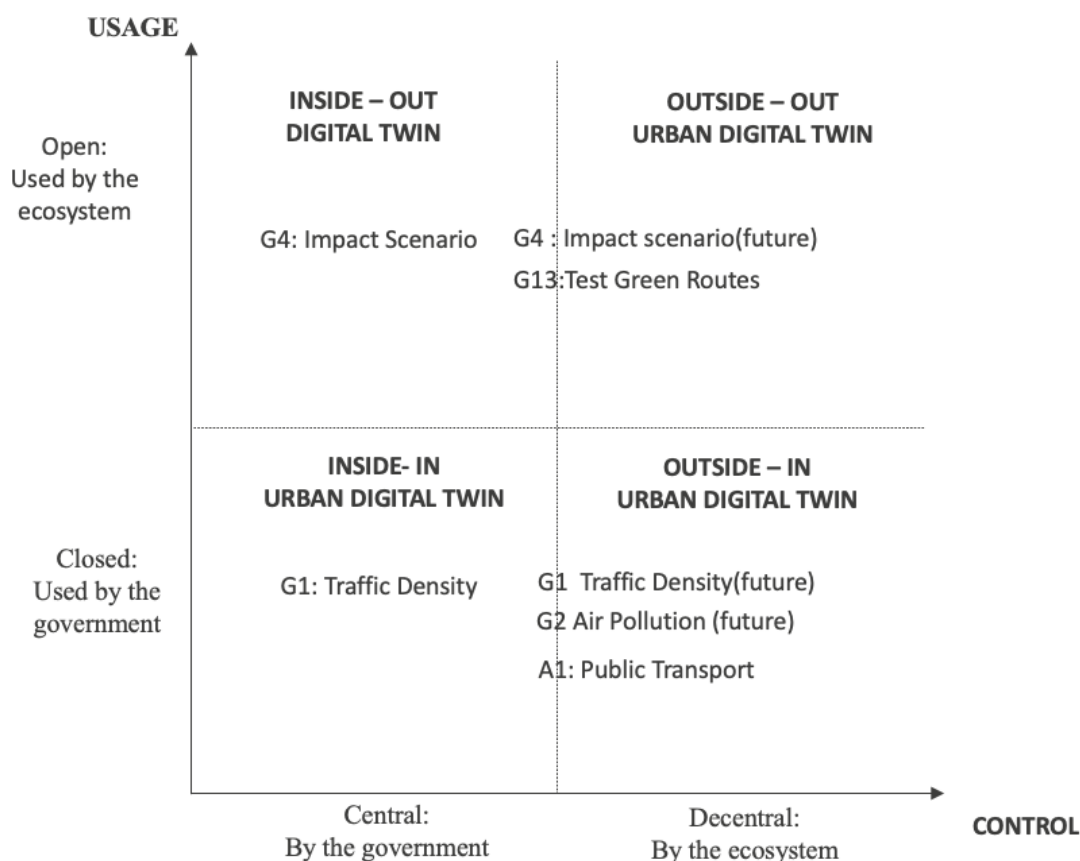 USAGE
INSIDE – OUT
DIGITAL TWIN
OUTSIDE – OUT
URBAN DIGITAL TWIN
Open:
Used by the
ecosystem
G4: Impact Scenario
G4 : Impact scenario(future)
G13:Test Green Routes
INSIDE- IN
URBAN DIGITAL TWIN
OUTSIDE – IN
URBAN DIGITAL TWIN
Closed:
Used by the
government
G1: Traffic Density
G1 Traffic Density(future)
G2 Air Pollution (future)
A1: Public Transport
Central:
By the government
Decentral:
By the ecosystem
CONTROL